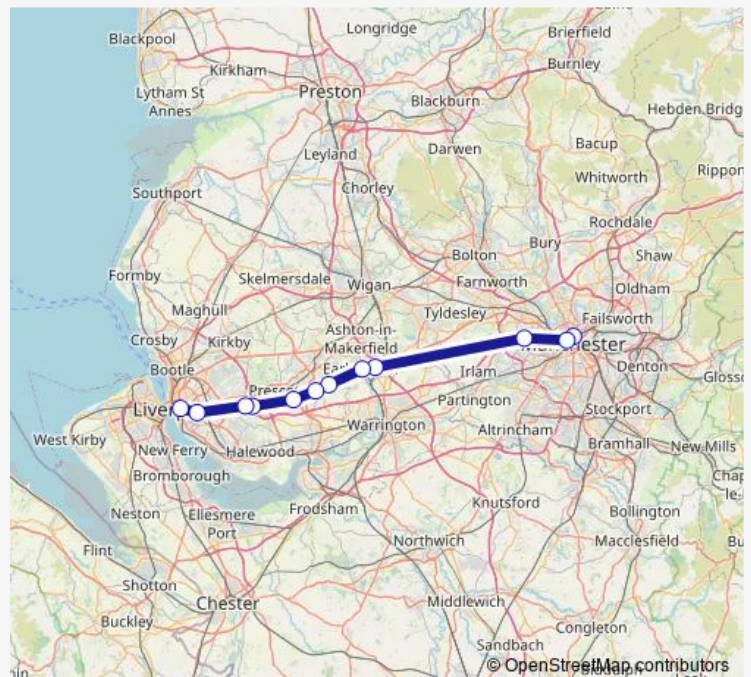 Longridge
Blackpool
Brierfield
Kirkham
Burnley
Preston
Lytham St
Annes
Blackburn
Hebden Bridg
Bacup
Darwen
Leyland
Rippon
Whitworth
Chorley
Southport
Rochdale
Bury
Shaw
Bolton
Formby
Skelmersdale
Wigan
Farnworth
Oldham
Maghull
Tyldesley
Failsworth
Ashton-in-
Makerfield
Crosby
Kirkby
Denton
Bootle
Irlam
Glosso
Partington
Stockport
West Kirby
Warrington
Altrincham
New Ferry
Halewood
Bramhall
New Mills
Bromborough
Knutsford
Neston
Ellesmere
Port
Frodsham
Bollington
Northwich
Macclesfield
Flint
Shotton
Chester
Middlewich
Buckley
Congleton
Sandbach
© OpenStreetMap contributors